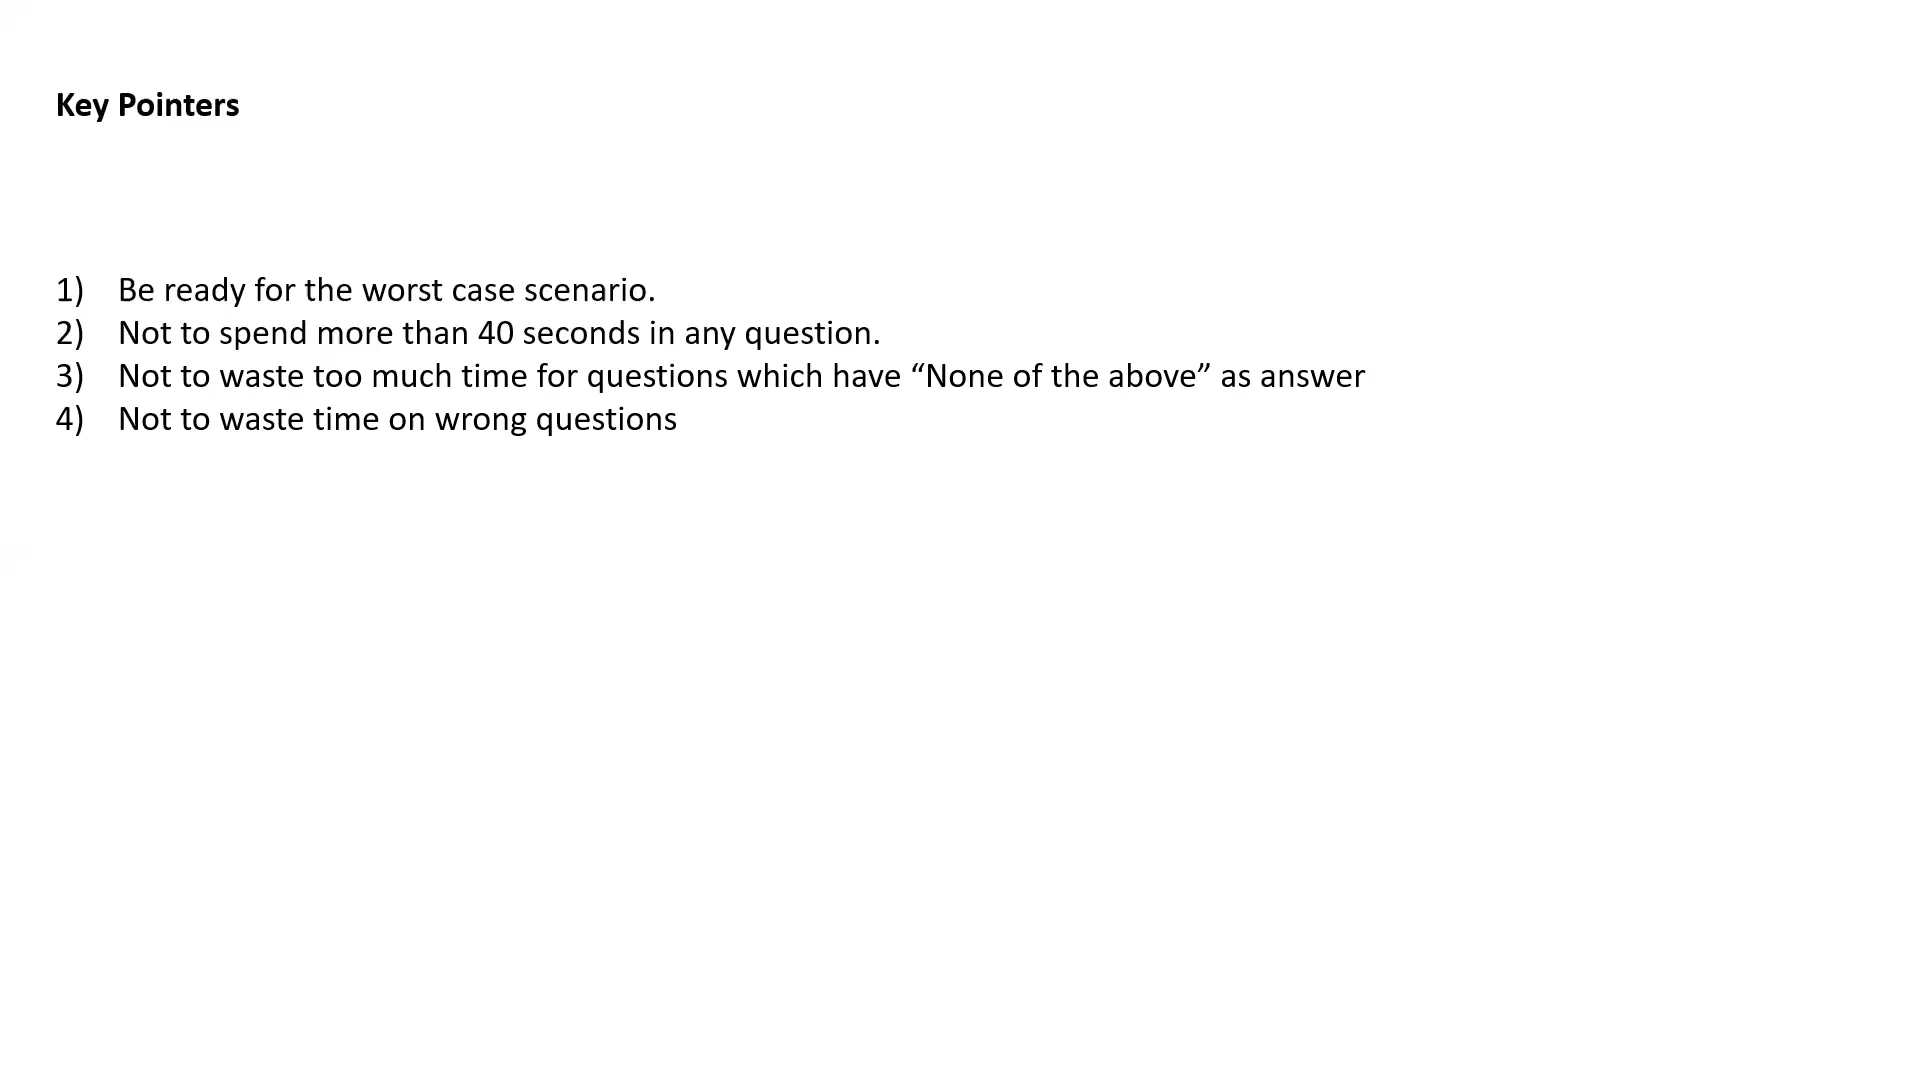 Key Pointers
1) Be ready for the worst case scenario.
2) Not to spend more than 40 seconds in any question.
3) Not to waste too much time for questions which have “None of the above” as answer
4) Not to waste time on wrong questions